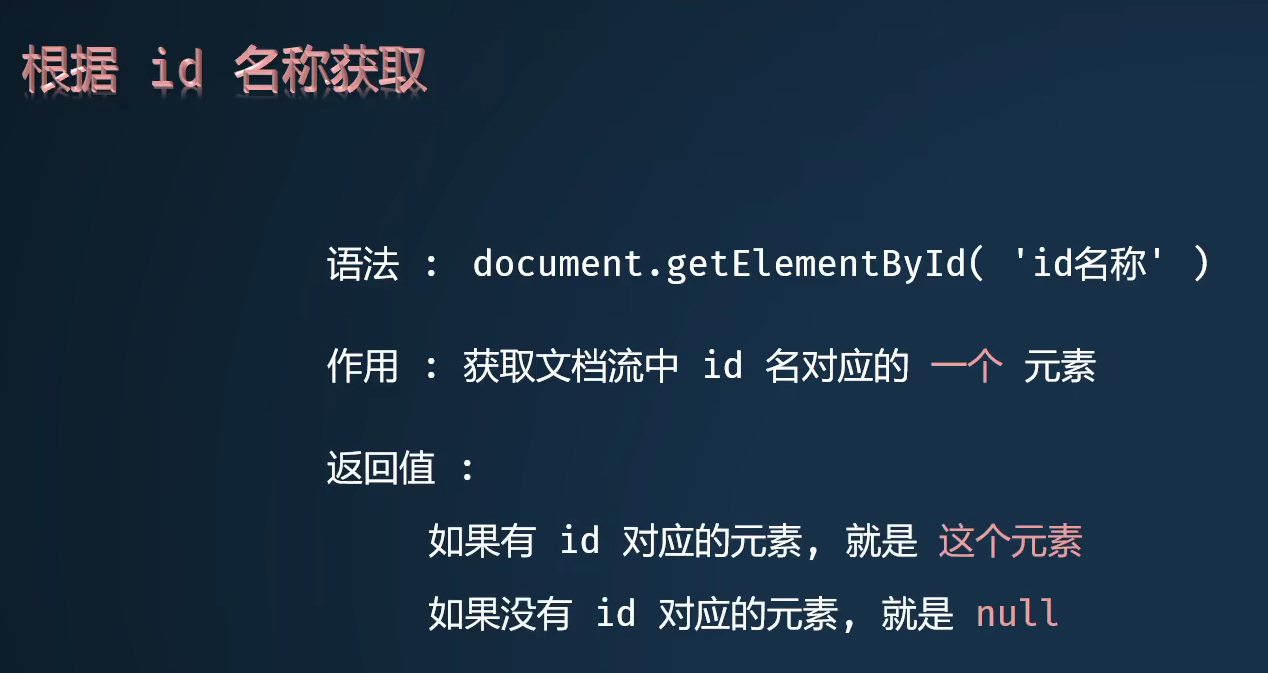 根据 id 名称获取
语法 : document.getElementById( 'id名称' )
作用 : 获取文档流中 id 名对应的 一个 元素
返回值 :
如果有 id 对应的元素, 就是 这个元素
如果没有 id 对应的元素, 就是 null